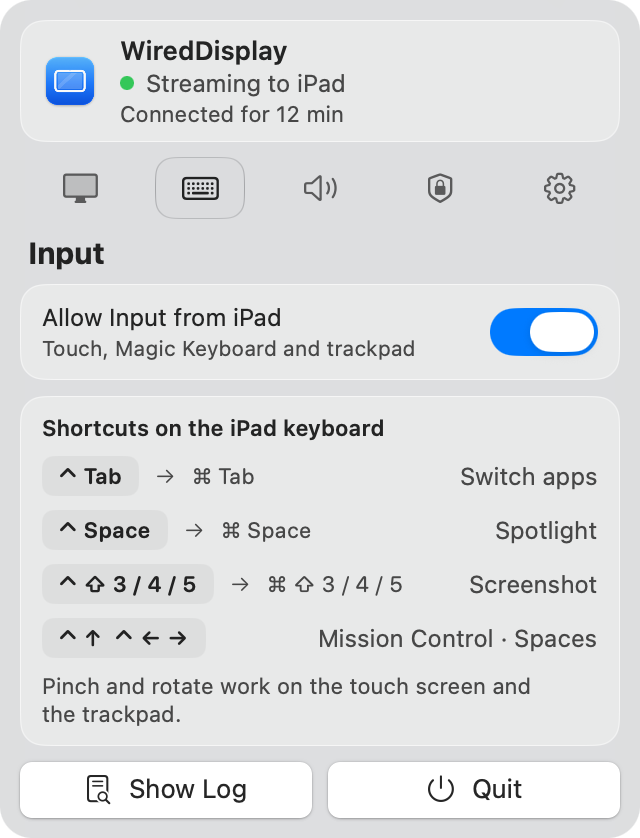 WiredDisplay
Streaming to iPad
Connected for 12 min
Input
Allow Input from iPad
Touch, Magic Keyboard and trackpad
Shortcuts on the iPad keyboard
^ Tab → ⌘ Tab Switch apps
^ Space → ⌘ Space Spotlight
^ ⇧ 3 / 4 / 5 → ⌘ ⇧ 3 / 4 / 5 Screenshot
^ ↑ ^ ← → Mission Control · Spaces
Pinch and rotate work on the touch screen and
the trackpad.
Show Log
Quit